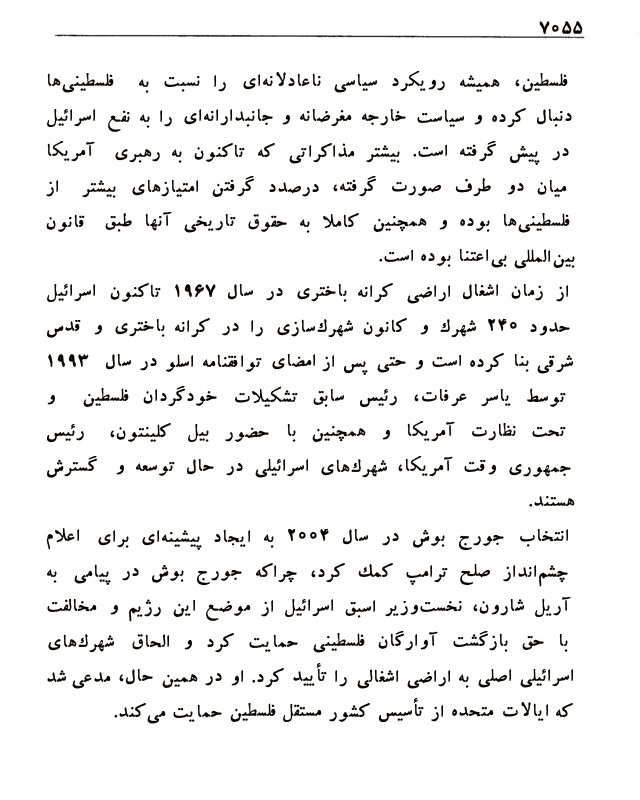 ۷۰۵۵
فلسطین، همیشه رویکرد سیاسی ناعادلانه‌ای را نسبت به فلسطینی‌ها
دنبال کرده و سیاست خارجه مغرضانه و جانبدارانه‌ای را به نفع اسرائیل
در پیش گرفته است. بیشتر مذاکراتی که تاکنون به رهبری آمریکا
میان دو طرف صورت گرفته، درصدد گرفتن امتیازهای بیشتر از
فلسطینی‌ها بوده و همچنین کاملا به حقوق تاریخی آنها طبق قانون
بین‌المللی بی‌اعتنا بوده است.
از زمان اشغال اراضی کرانه باختری در سال ۱۹۶۷ تاکنون اسرائیل
حدود ۲۴۰ شهرك و کانون شهرك‌سازی را در کرانه باختری و قدس
شرقی بنا کرده است و حتی پس از امضای توافقنامه اسلو در سال ۱۹۹۳
توسط یاسر عرفات، رئیس سابق تشکیلات خودگردان فلسطین و
تحت نظارت آمریکا و همچنین با حضور بیل کلینتون، رئیس
جمهوری وقت آمریکا، شهرك‌های اسرائیلی در حال توسعه و گسترش
هستند.
انتخاب جورج بوش در سال ۲۰۰۴ به ایجاد پیشینه‌ای برای اعلام
چشم‌انداز صلح ترامپ کمك کرد، چراکه جورج بوش در پیامی به
آریل شارون، نخست‌وزیر اسبق اسرائیل از موضع این رژیم و مخالفت
با حق بازگشت آوارگان فلسطینی حمایت کرد و الحاق شهرك‌های
اسرائیلی اصلی به اراضی اشغالی را تأیید کرد. او در همین حال، مدعی شد
که ایالات متحده از تأسیس کشور مستقل فلسطین حمایت می‌کند.